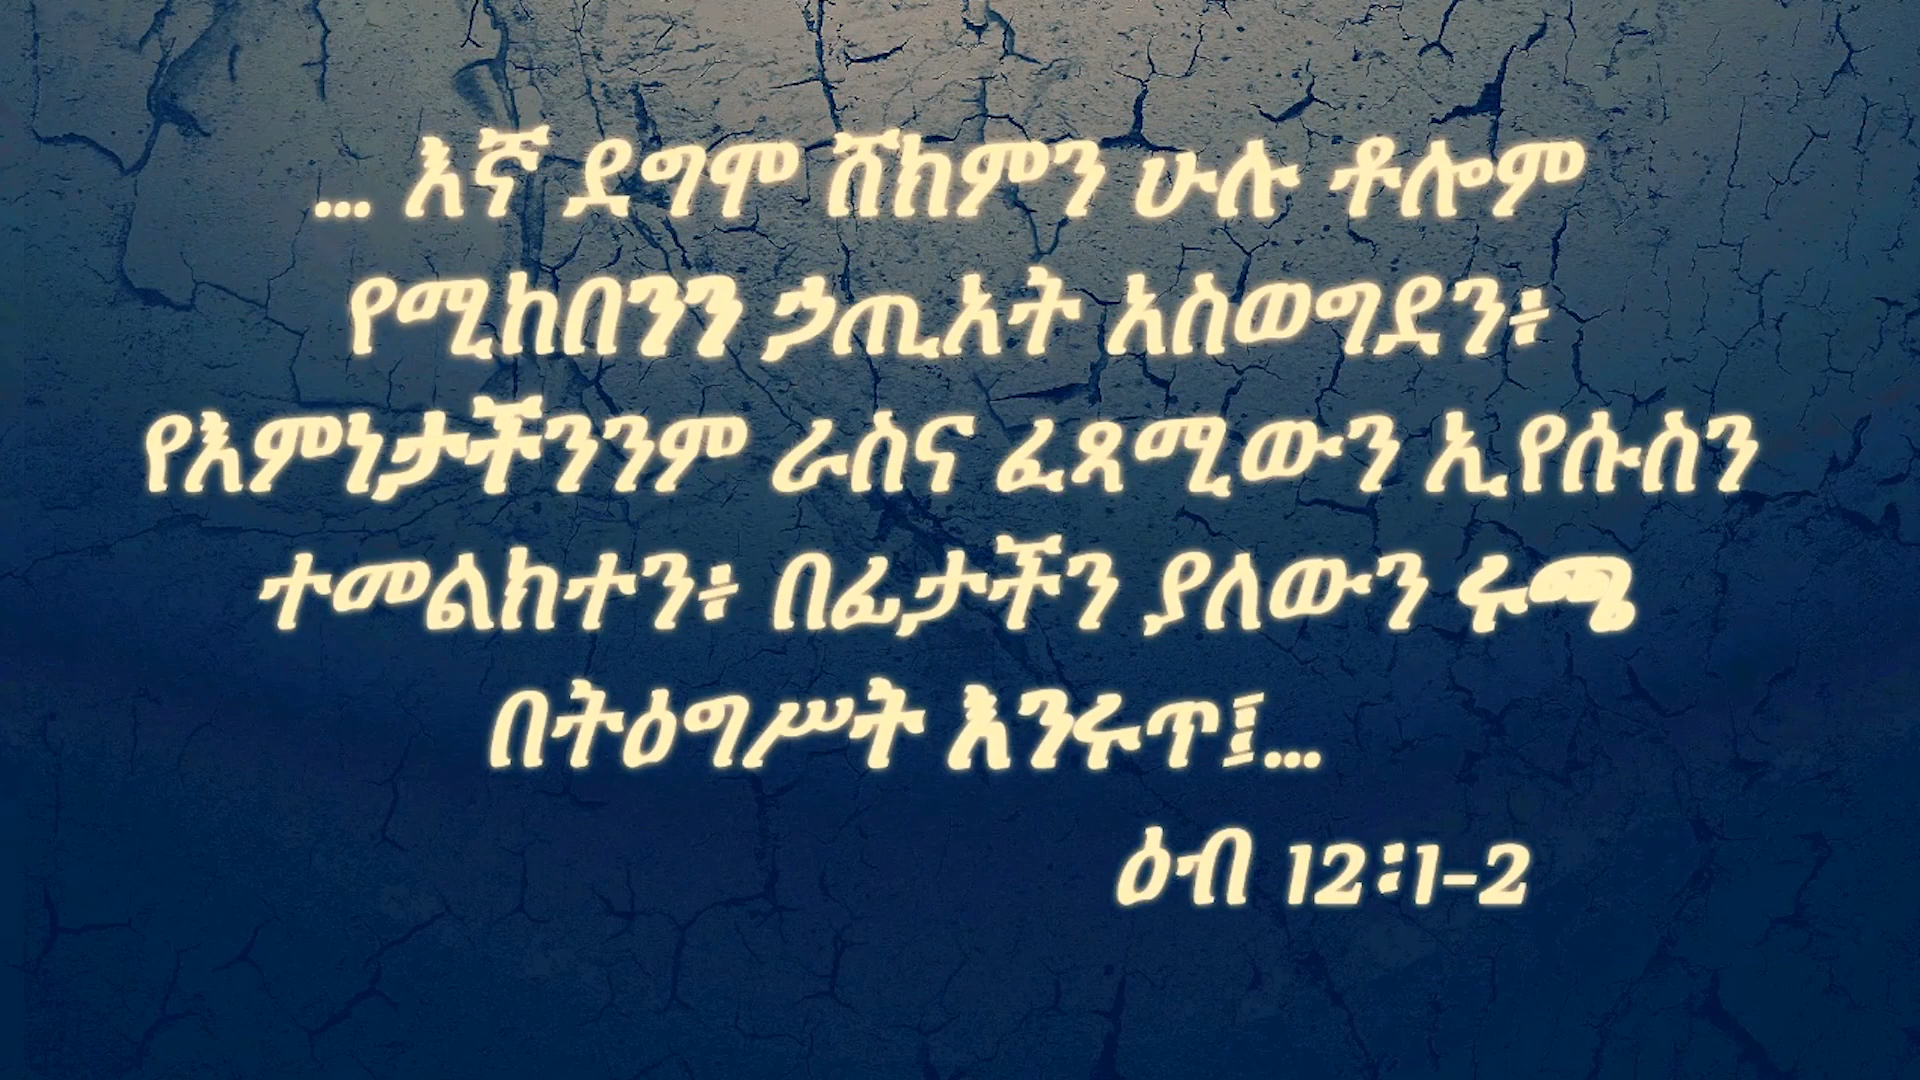 ... እኛ ደግሞ ሸክምን ሁሉ ቶሎም
የሚከበንን ኃጢአት አስወግደን፥
የእምነታችንንም ራስና ፈጻሚውን ኢየሱስን
ተመልክተን፥ በፊታችን ያለውን ሩጫ
በትዕግሥት እንሩጥ፤...
ዕብ 12፥1-2